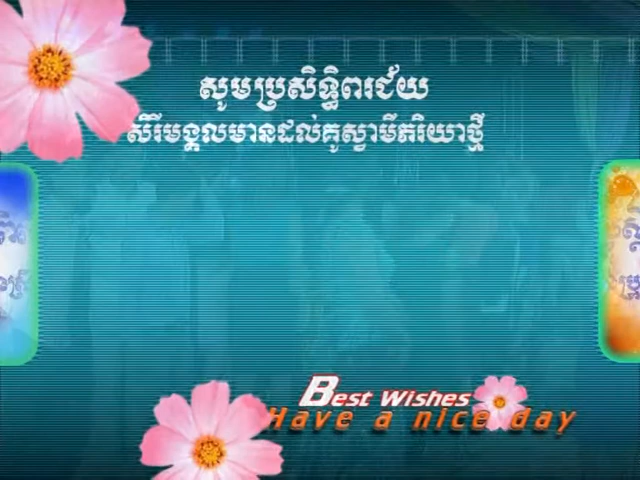 សូមប្រសិទ្ធិពរជ័យ
សិរីមង្គលមានដល់គូស្វាមីភរិយាថ្មី
Best Wishes
Have a nice day